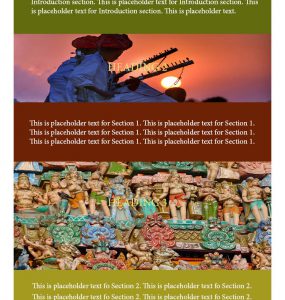 Introduction section. This is placeholder text for Introduction section. This
is placeholder text for Introduction section. This is placeholder text.
HEADING 2
This is placeholder text for Section 1. This is placeholder text for Section 1.
This is placeholder text for Section 1. This is placeholder text for Section 1.
This is placeholder text for Section 1. This is placeholder text for Section 1.
HEADING 3
This is placeholder text fo Section 2. This is placeholder text fo Section 2.
This is placeholder text fo Section 2. This is placeholder text fo Section 2.